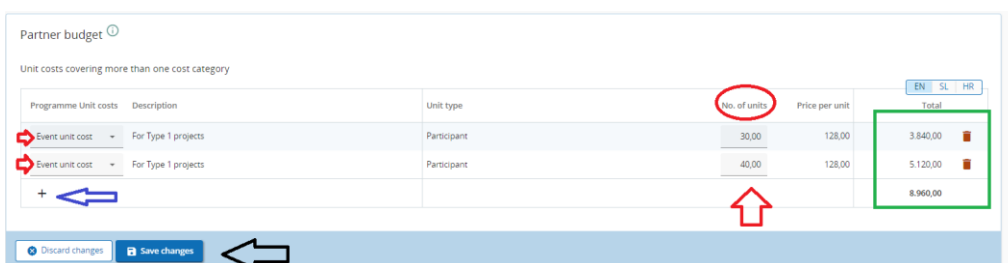 Partner budget
Unit costs covering more than one cost category
EN SL HR
Programme Unit costs Description Unit type No. of units Price per unit Total
Event unit cost For Type 1 projects Participant 30,00 128,00 3.840,00
Event unit cost For Type 1 projects Participant 40,00 128,00 5.120,00
+ 8.960,00
Discard changes Save changes